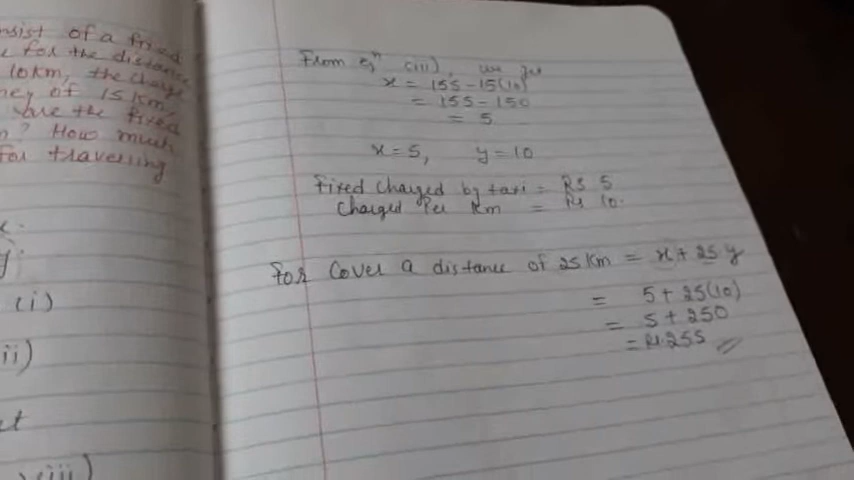 nsist of a fixed
e for the distance
10km, the charge
ney of 15 km,
are the fixed
m? How much
for travelling
(i)
ii)
et
viii)
From eqn (iii), we get
x = 155 - 15(10)
= 155 - 150
= 5
x = 5, y = 10
Fixed Charged by taxi = Rs 5
Charged Per Km = Rs 10.
For Cover a distance of 25 Km = x + 25 y
= 5 + 25(10)
= 5 + 250
= Rs. 255